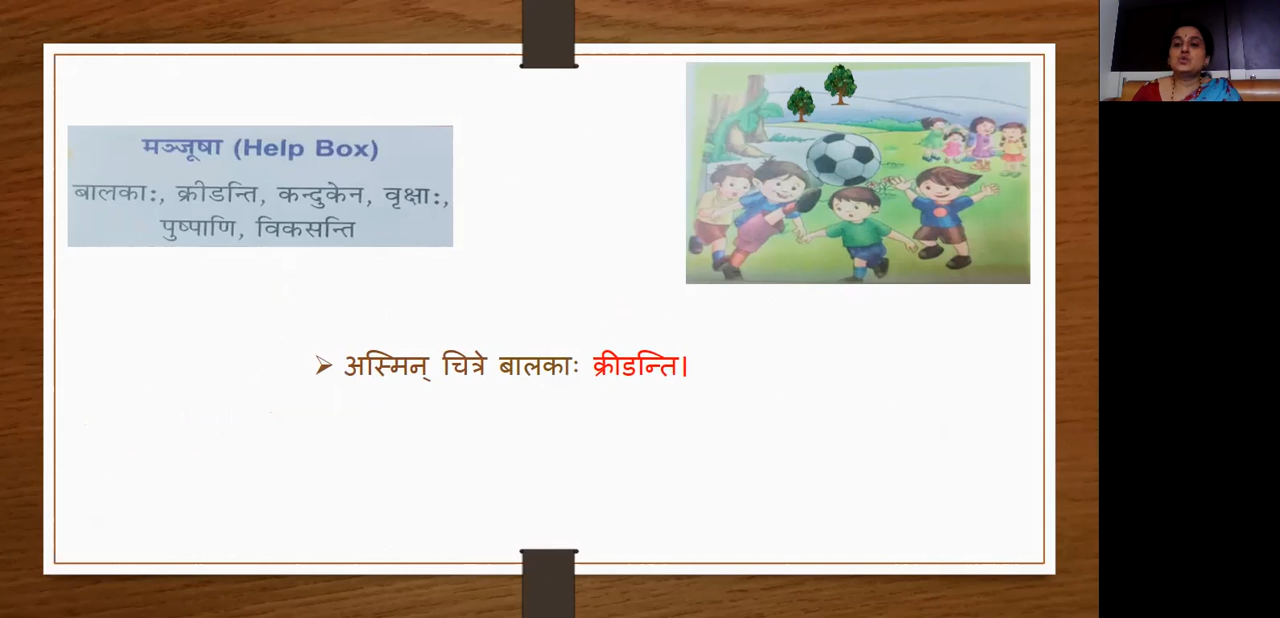 मञ्जूषा (Help Box)
बालकाः, क्रीडन्ति, कन्दुकेन, वृक्षाः,
पुष्पाणि, विकसन्ति
अस्मिन् चित्रे बालकाः क्रीडन्ति।